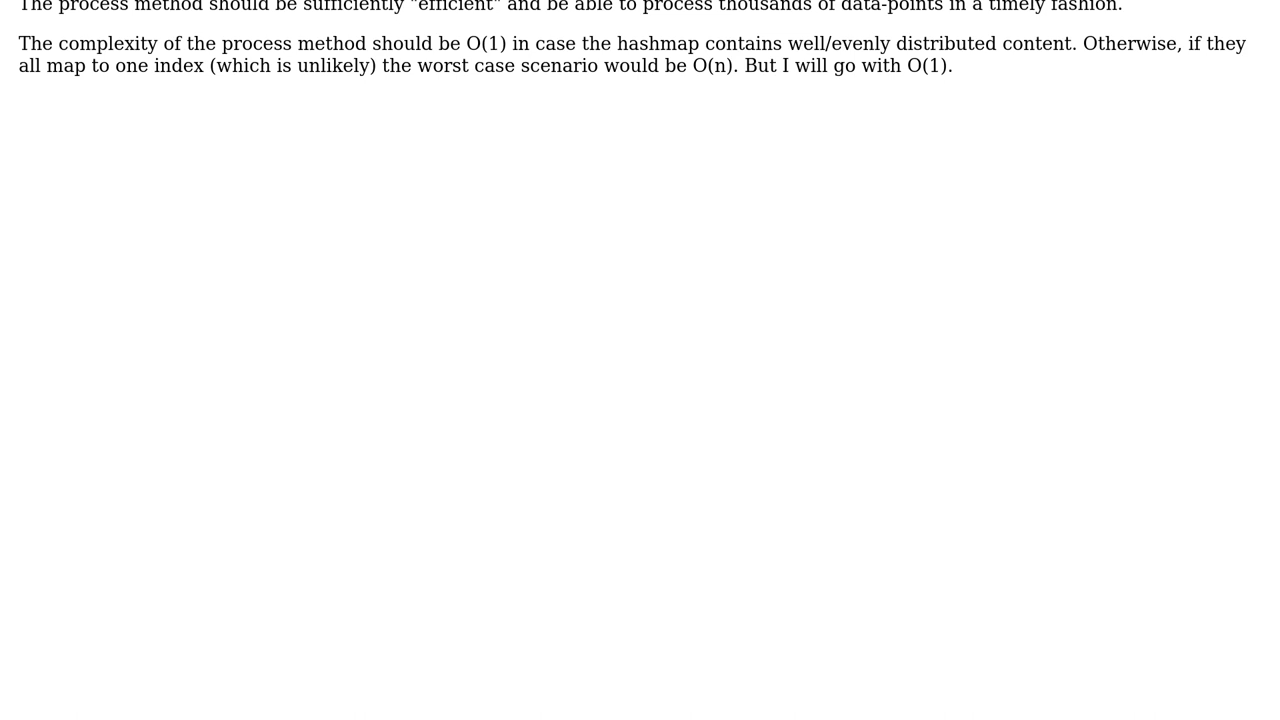 The process method should be sufficiently "efficient" and be able to process thousands of data-points in a timely fashion.
The complexity of the process method should be O(1) in case the hashmap contains well/evenly distributed content. Otherwise, if they
all map to one index (which is unlikely) the worst case scenario would be O(n). But I will go with O(1).